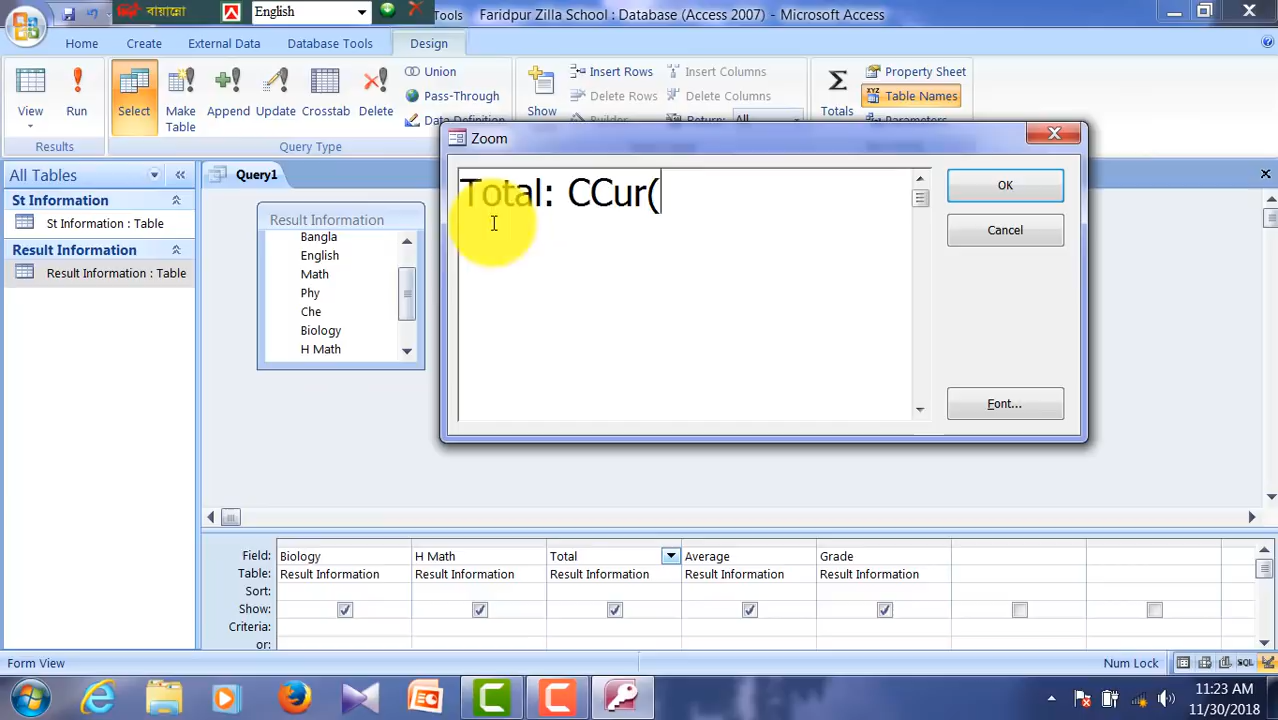 বায়ান্নো
English
Tools
Faridpur Zilla School : Database (Access 2007) - Microsoft Access
Home
Create
External Data
Database Tools
Design
View
Run
Select
Make Table
Append
Update
Crosstab
Delete
Union
Pass-Through
Data Definition
Show
Insert Rows
Delete Rows
Builder
Insert Columns
Delete Columns
Return: All
Totals
Property Sheet
Table Names
Parameters
Results
Query Type
All Tables
St Information
St Information : Table
Result Information
Result Information : Table
Query1
Result Information
Bangla
English
Math
Phy
Che
Biology
H Math
Zoom
Total: CCur(
OK
Cancel
Font...
Field: Biology H Math Total Average Grade
Table: Result Information Result Information Result Information Result Information Result Information
Sort:
Show:
Criteria:
or:
Form View
Num Lock
SQL
11:23 AM
11/30/2018